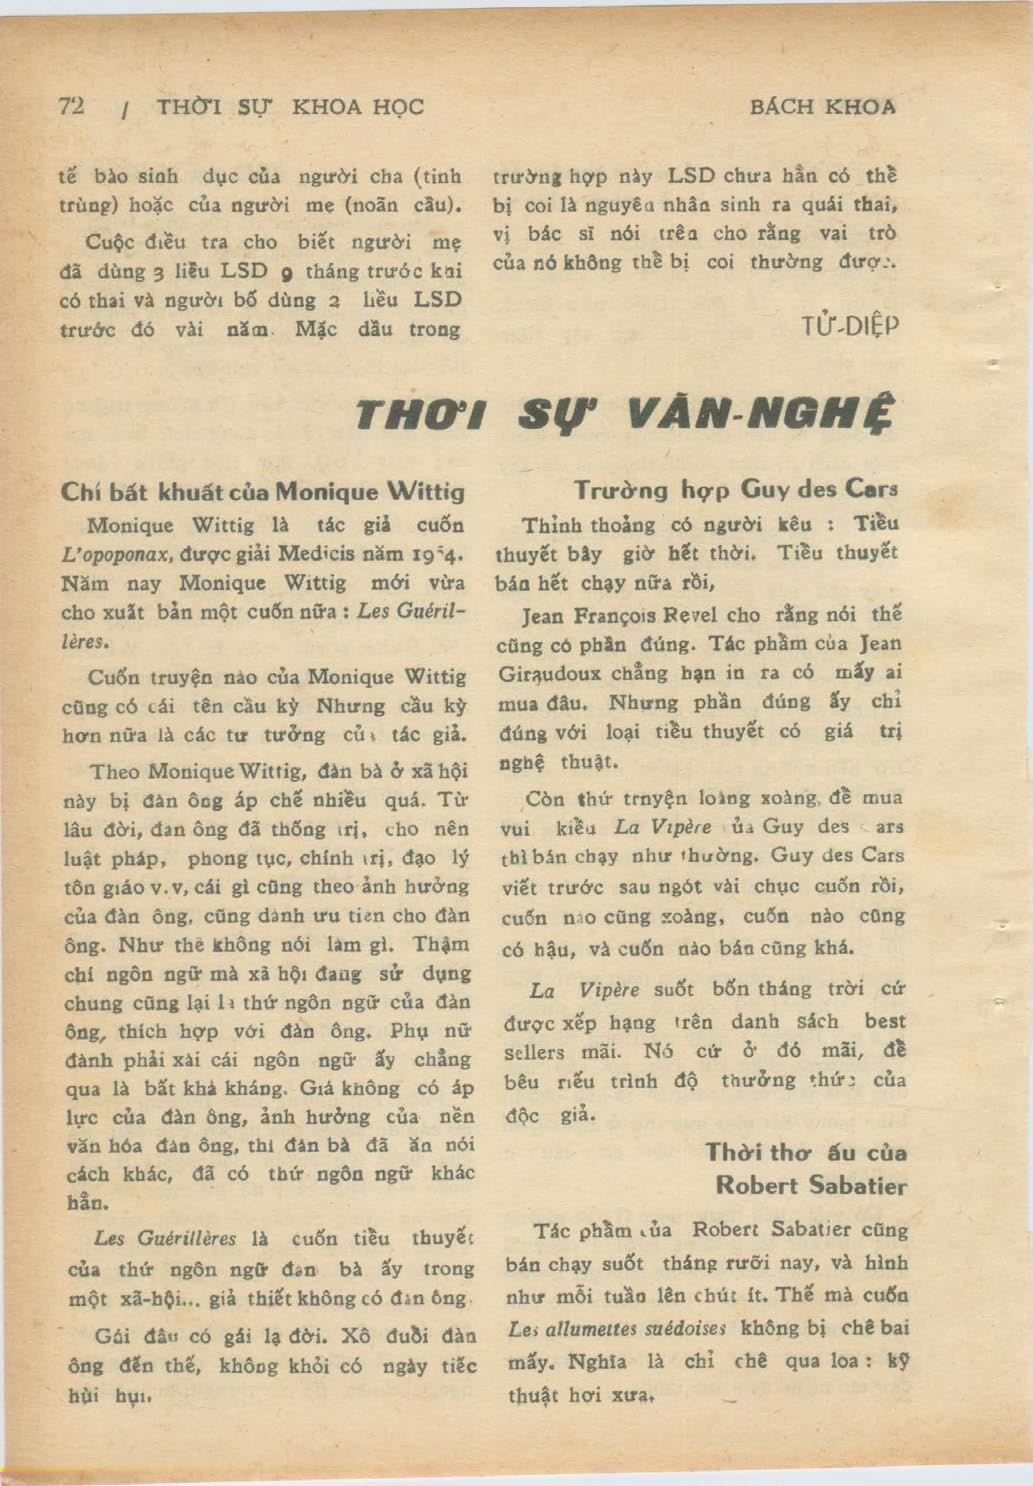 72 / THỜI SỰ KHOA HỌC
BÁCH KHOA
tế bào sinh dục của người cha (tinh
trùng) hoặc của người mẹ (noãn cầu).
Cuộc điều tra cho biết người mẹ
đã dùng 3 liều LSD 9 tháng trước khi
có thai và người bố dùng 2 liều LSD
trước đó vài năm. Mặc dầu trong
trường hợp này LSD chưa hẳn có thể
bị coi là nguyên nhân sinh ra quái thai,
vị bác sĩ nói trên cho rằng vai trò
của nó không thể bị coi thường được.
TỬ-DIỆP
THỜI SỰ VĂN-NGHỆ
Chí bất khuất của Monique Wittig
Monique Wittig là tác giả cuốn
L'opoponax, được giải Medicis năm
Năm nay Monique Wittig mới vừa
cho xuất bản một cuốn nữa : Les Guéril-
lères.
Cuốn truyện nào của Monique Wittig
cũng có cái tên cầu kỳ Nhưng cầu kỳ
hơn nữa là các tư tưởng của tác giả.
Theo Monique Wittig, đàn bà ở xã hội
này bị đàn ông áp chế nhiều quá. Từ
lâu đời, đàn ông đã thống trị, cho nên
luật pháp, phong tục, chính trị, đạo lý
tôn giáo v.v, cái gì cũng theo ảnh hưởng
của đàn ông, cũng dành ưu tiên cho đàn
ông. Như thế không nói làm gì. Thậm
chí ngôn ngữ mà xã hội đang sử dụng
chung cũng lại là thứ ngôn ngữ của đàn
ông, thích hợp với đàn ông. Phụ nữ
đành phải xài cái ngôn ngữ ấy chẳng
qua là bất khả kháng. Giá không có áp
lực của đàn ông, ảnh hưởng của nền
văn hóa đàn ông, thì đàn bà đã ăn nói
cách khác, đã có thứ ngôn ngữ khác
hẳn.
Les Guérillères là cuốn tiểu thuyết
của thứ ngôn ngữ đàn bà ấy trong
một xã-hội... giả thiết không có đàn ông.
Gái đâu có gái lạ đời. Xô đuổi đàn
ông đến thế, không khỏi có ngày tiếc
hùi hụi.
Trường hợp Guy des Cars
Thỉnh thoảng có người kêu : Tiểu
thuyết bây giờ hết thời. Tiểu thuyết
bán hết chạy nữa rồi,
Jean François Revel cho rằng nói thế
cũng có phần đúng. Tác phẩm của Jean
Giraudoux chẳng hạn in ra có mấy ai
mua đâu. Nhưng phần đúng ấy chỉ
đúng với loại tiểu thuyết có giá trị
nghệ thuật.
Còn thứ trnyện loàng xoàng, để mua
vui kiểu La Vipère của Guy des Cars
thì bán chạy như thường. Guy des Cars
viết trước sau ngót vài chục cuốn rồi,
cuốn nào cũng xoàng, cuốn nào cũng
có hậu, và cuốn nào bán cũng khá.
La Vipère suốt bốn tháng trời cứ
được xếp hạng trên danh sách best
sellers mãi. Nó cứ ở đó mãi, để
bêu riếu trình độ thưởng thức của
độc giả.
Thời thơ ấu của
Robert Sabatier
Tác phẩm của Robert Sabatier cũng
bán chạy suốt tháng rưỡi nay, và hình
như mỗi tuần lên chút ít. Thế mà cuốn
Les allumettes suédoises không bị chê bai
mấy. Nghĩa là chỉ chê qua loa : kỹ
thuật hơi xưa.